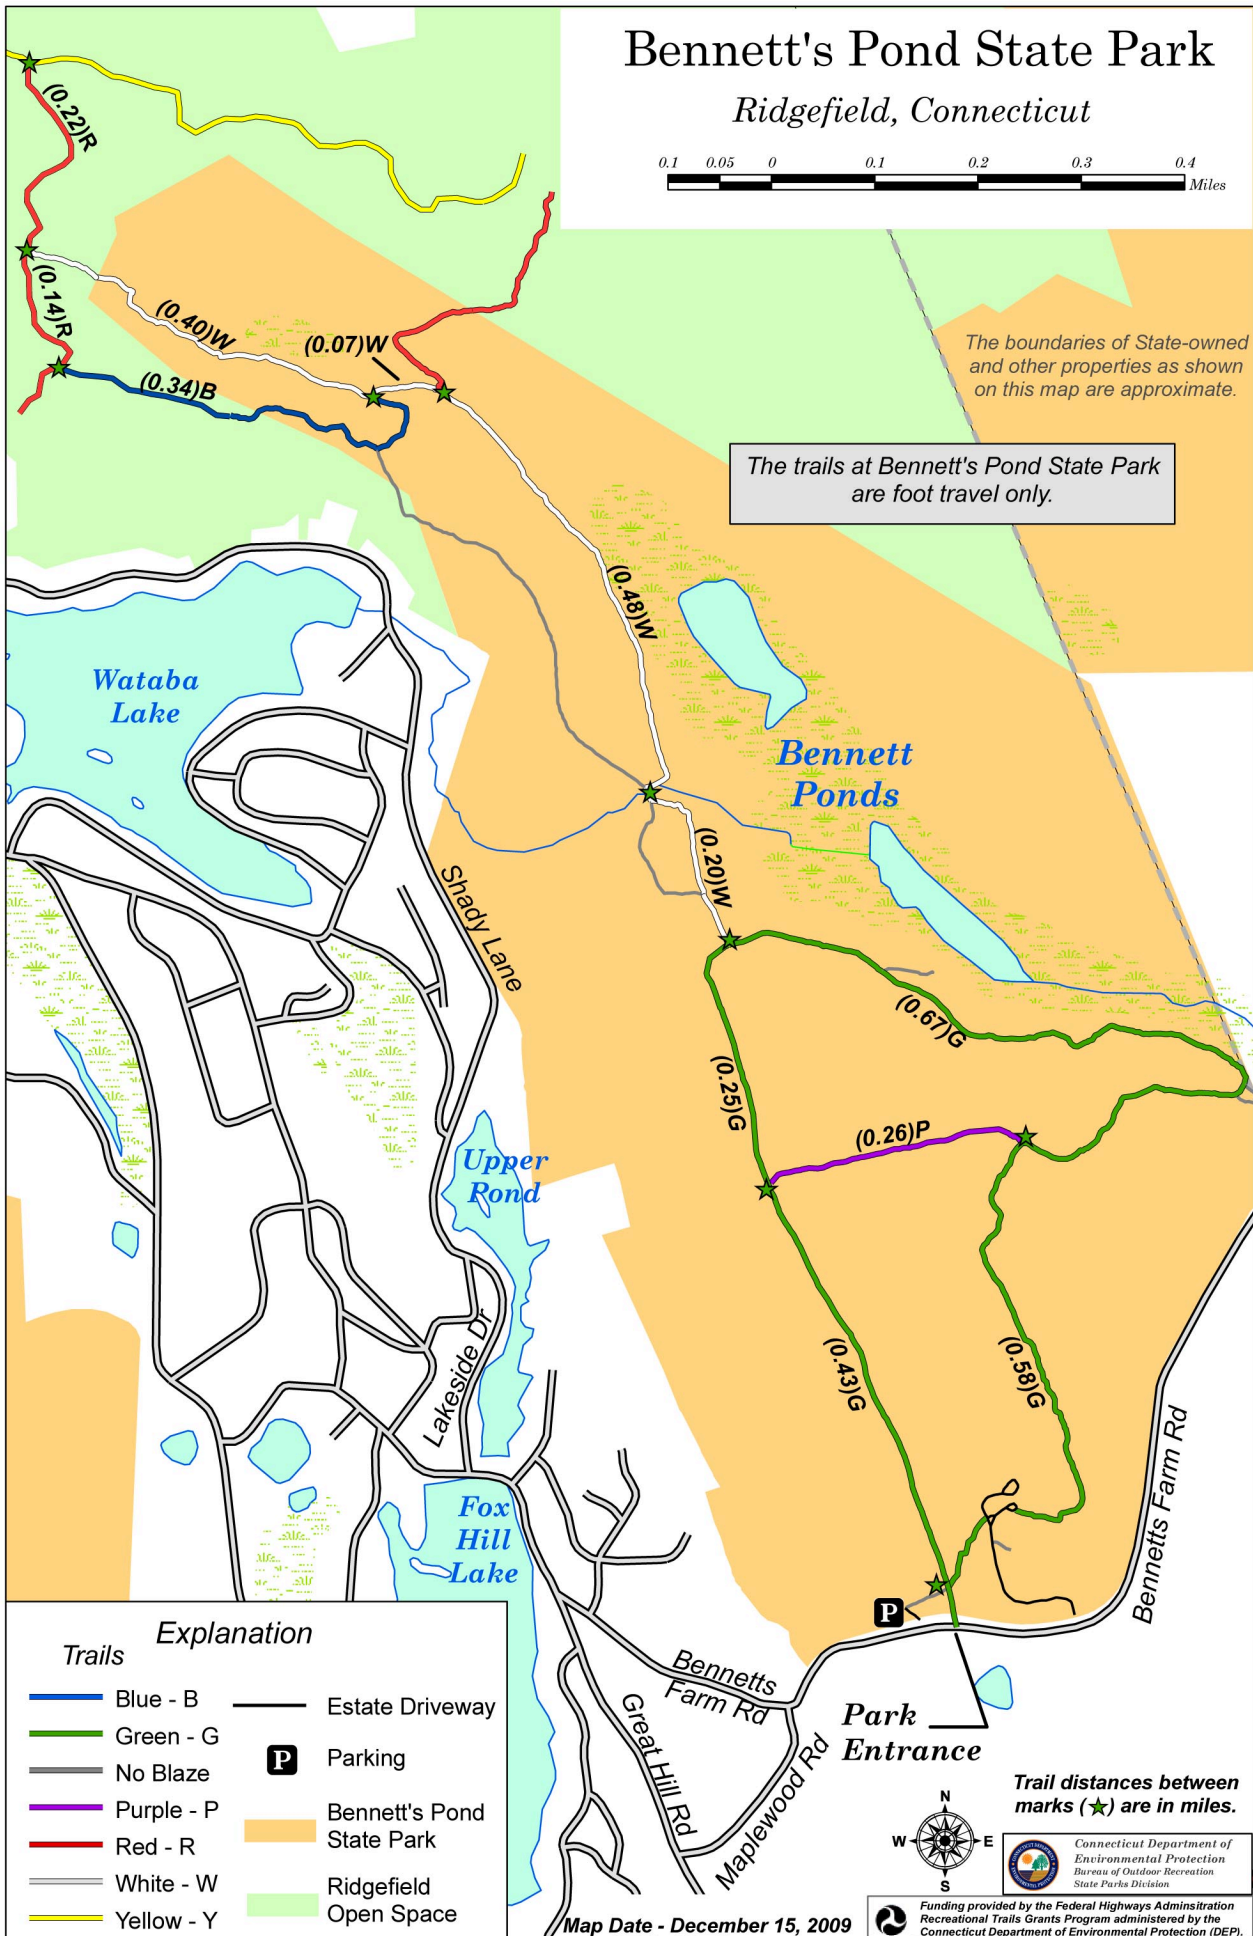 Bennett's Pond State Park
Ridgefield, Connecticut
0.1 0.05 0 0.1 0.2 0.3 0.4
Miles
(0.22)R
(0.14)R
(0.40)W
(0.07)W
(0.34)B
The boundaries of State-owned
and other properties as shown
on this map are approximate.
The trails at Bennett's Pond State Park
are foot travel only.
(0.48)W
Wataba
Lake
Bennett
Ponds
(0.20)W
Shady Lane
(0.67)G
(0.25)G
(0.26)P
Upper
Pond
Lakeside Dr
(0.43)G
(0.58)G
Bennetts Farm Rd
Fox
Hill
Lake
P
Bennetts
Farm Rd
Great Hill Rd
Maplewood Rd
Park
Entrance
Explanation
Trails
Blue - B
Green - G
No Blaze
Purple - P
Red - R
White - W
Yellow - Y
Estate Driveway
P
Parking
Bennett's Pond
State Park
Ridgefield
Open Space
Map Date - December 15, 2009
N
W E
S
Trail distances between
marks (★) are in miles.
Connecticut Department of
Environmental Protection
Bureau of Outdoor Recreation
State Parks Division
Funding provided by the Federal Highways Adminsitration
Recreational Trails Grants Program administered by the
Connecticut Department of Environmental Protection (DEP).